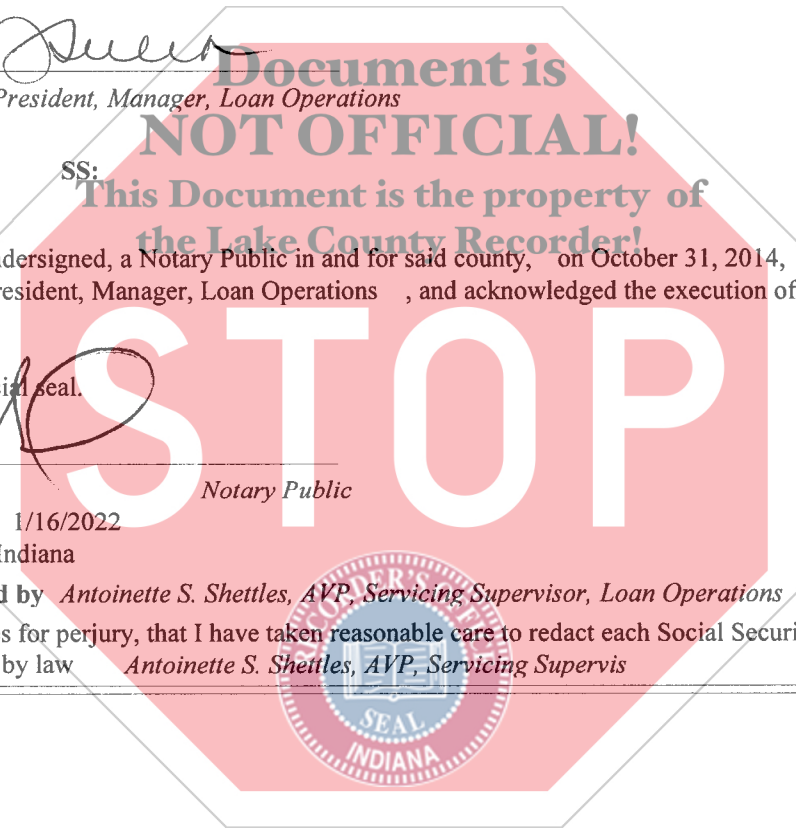 Document is
President, Manager, Loan Operations
NOT OFFICIAL!
SS:
This Document is the property of
the Lake County Recorder!
ndersigned, a Notary Public in and for said county, on October 31, 2014,
resident, Manager, Loan Operations , and acknowledged the execution of
STOP
cial seal.
Notary Public
1/16/2022
Indiana
d by Antoinette S. Shettles, AVP, Servicing Supervisor, Loan Operations
s for perjury, that I have taken reasonable care to redact each Social Securi
by law Antoinette S. Shettles, AVP, Servicing Supervis
RECORDER'S OFFICE
SEAL
INDIANA